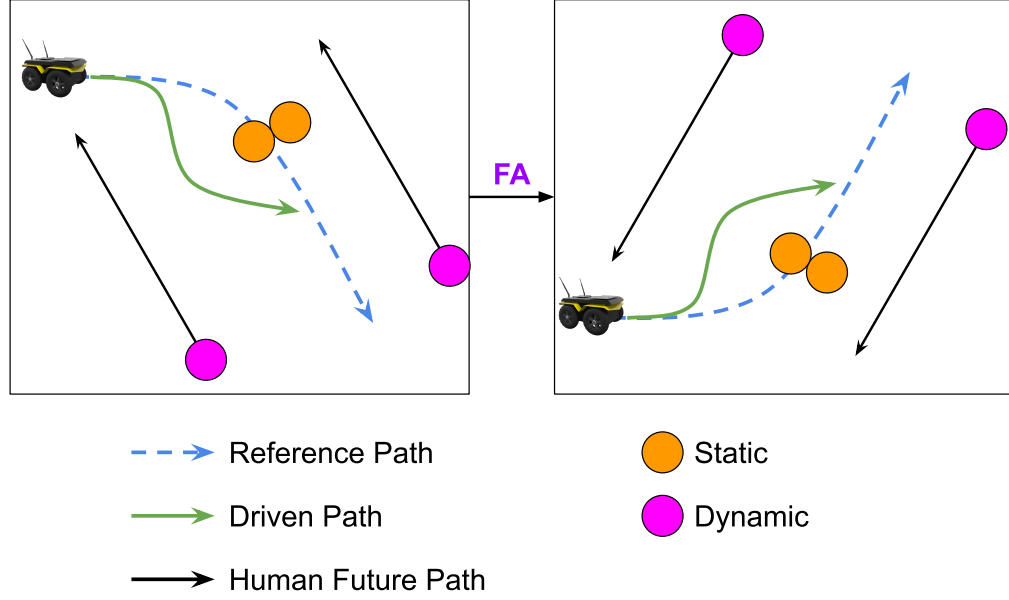 FA
Reference Path
Static
Driven Path
Dynamic
Human Future Path